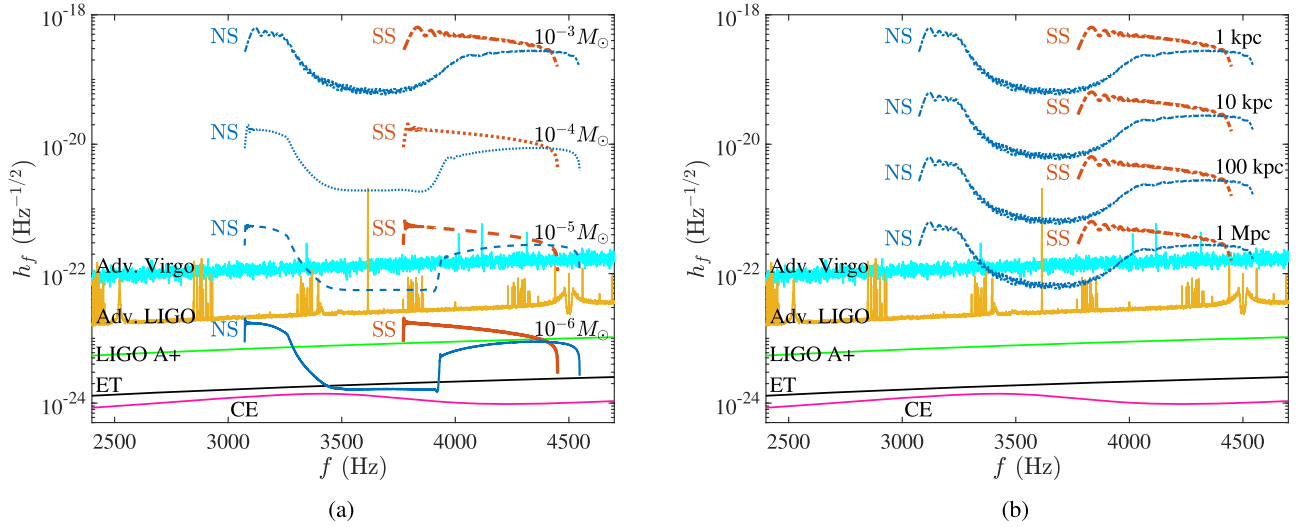 10⁻¹⁸
10⁻²⁰
10⁻²²
10⁻²⁴
h_f (Hz⁻¹/²)
NS SS 10⁻³ M⊙
NS SS 10⁻⁴ M⊙
NS SS 10⁻⁵ M⊙
Adv. Virgo
Adv. LIGO
NS SS 10⁻⁶ M⊙
LIGO A+
ET
CE
2500 3000 3500 4000 4500
f (Hz)
(a)
10⁻¹⁸
10⁻²⁰
10⁻²²
10⁻²⁴
h_f (Hz⁻¹/²)
NS SS 1 kpc
NS SS 10 kpc
NS SS 100 kpc
NS SS 1 Mpc
Adv. Virgo
Adv. LIGO
LIGO A+
ET
CE
2500 3000 3500 4000 4500
f (Hz)
(b)